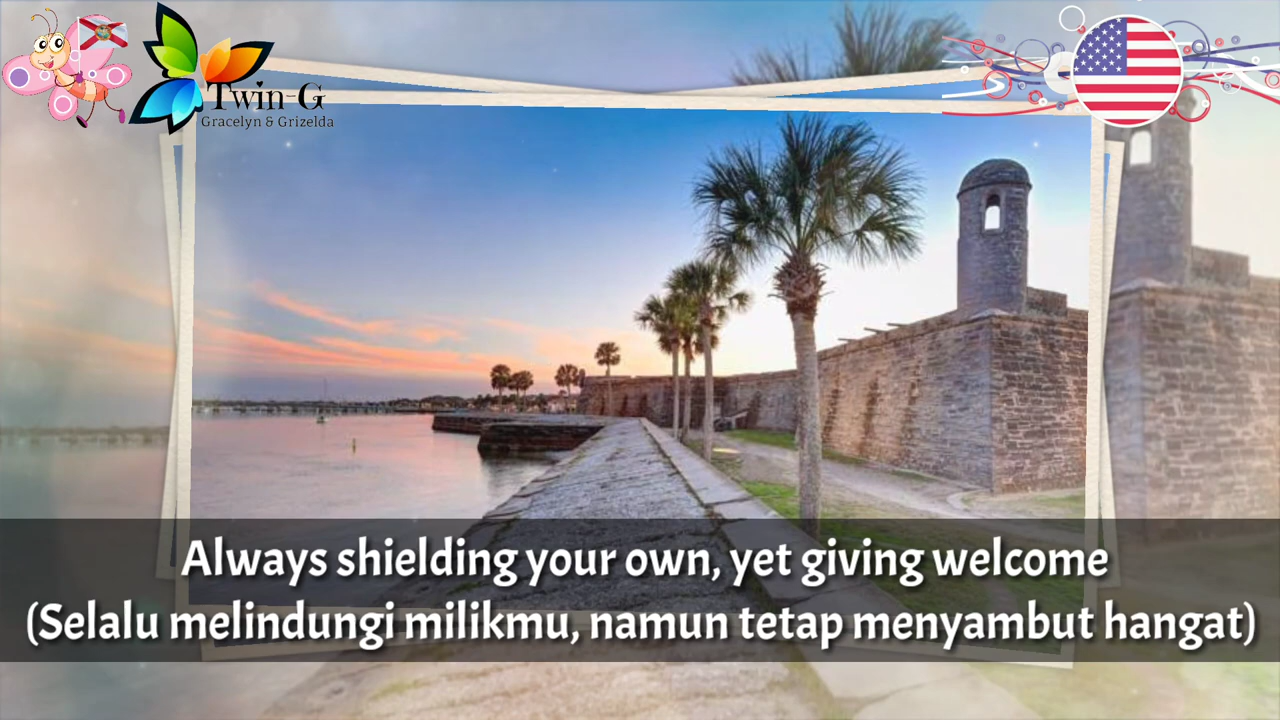 Twin-G
Gracelyn & Grizelda
Always shielding your own, yet giving welcome
(Selalu melindungi milikmu, namun tetap menyambut hangat)